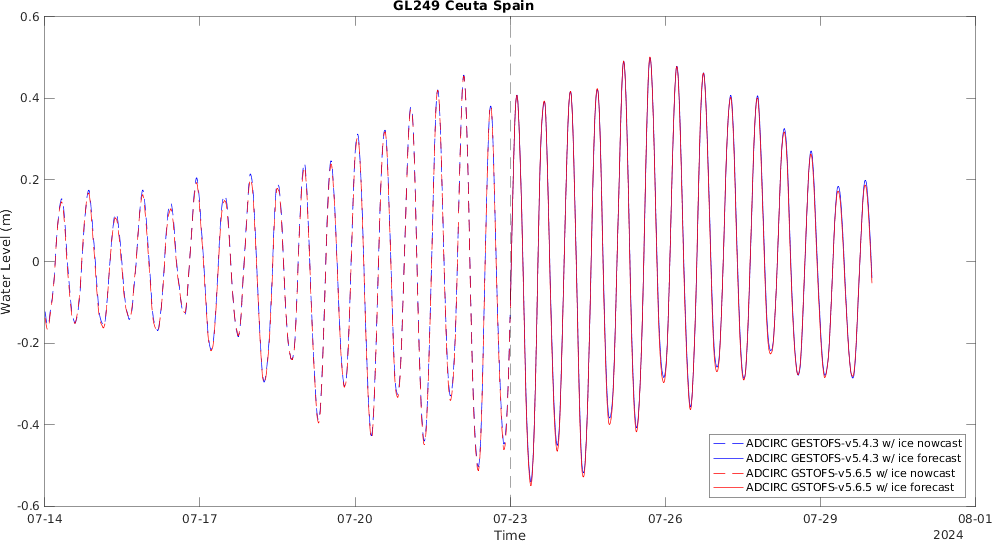 GL249 Ceuta Spain
0.6
0.4
0.2
0
-0.2
-0.4
-0.6
Water Level (m)
ADCIRC GESTOFS-v5.4.3 w/ ice nowcast
ADCIRC GESTOFS-v5.4.3 w/ ice forecast
ADCIRC GSTOFS-v5.6.5 w/ ice nowcast
ADCIRC GSTOFS-v5.6.5 w/ ice forecast
07-14 07-17 07-20 07-23 07-26 07-29 08-01
Time
2024